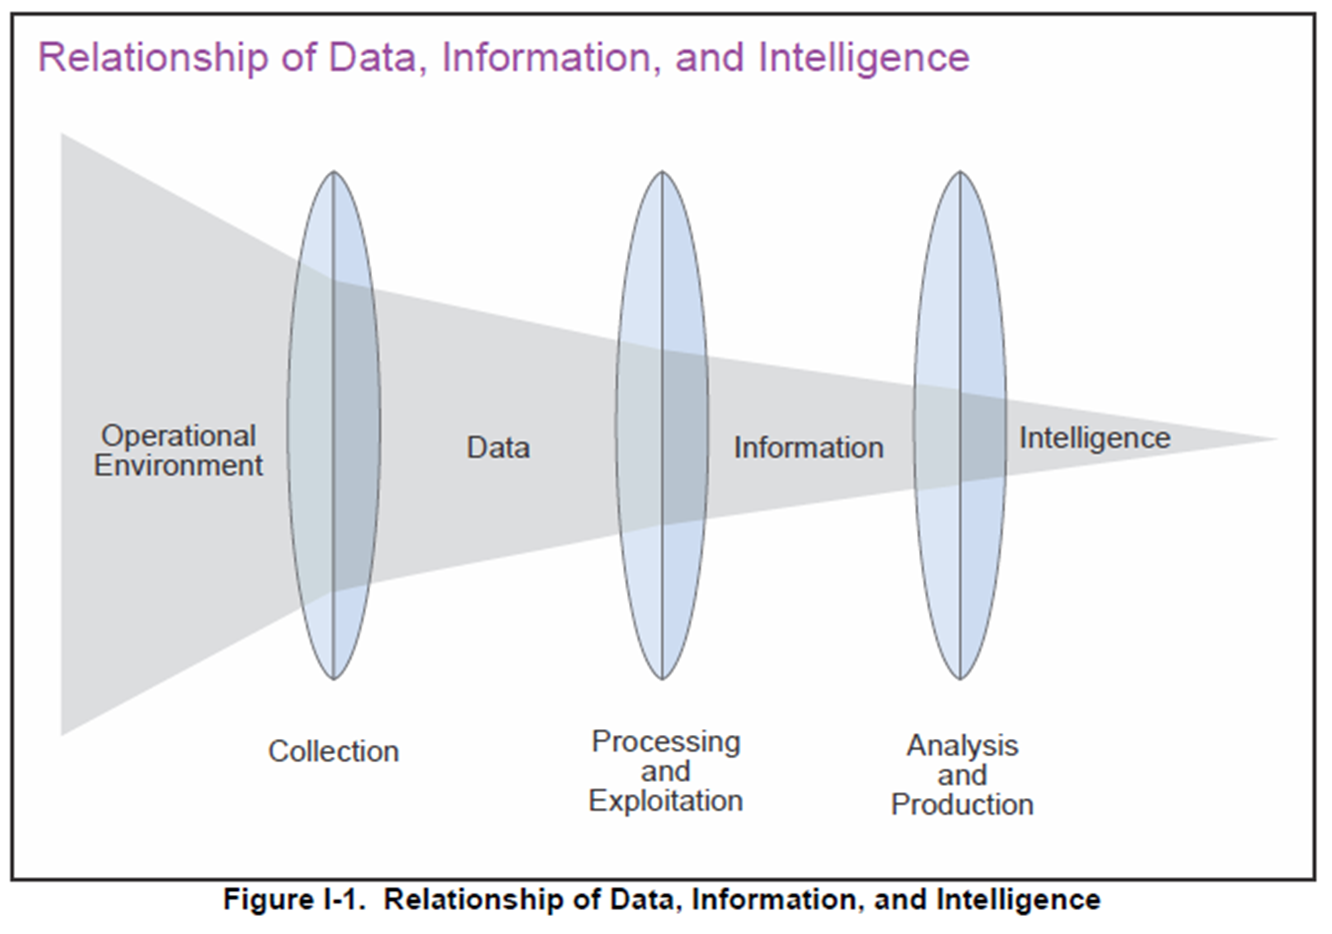 Relationship of Data, Information, and Intelligence
Operational
Environment
Data
Information
Intelligence
Collection
Processing
and
Exploitation
Analysis
and
Production
Figure I-1.  Relationship of Data, Information, and Intelligence